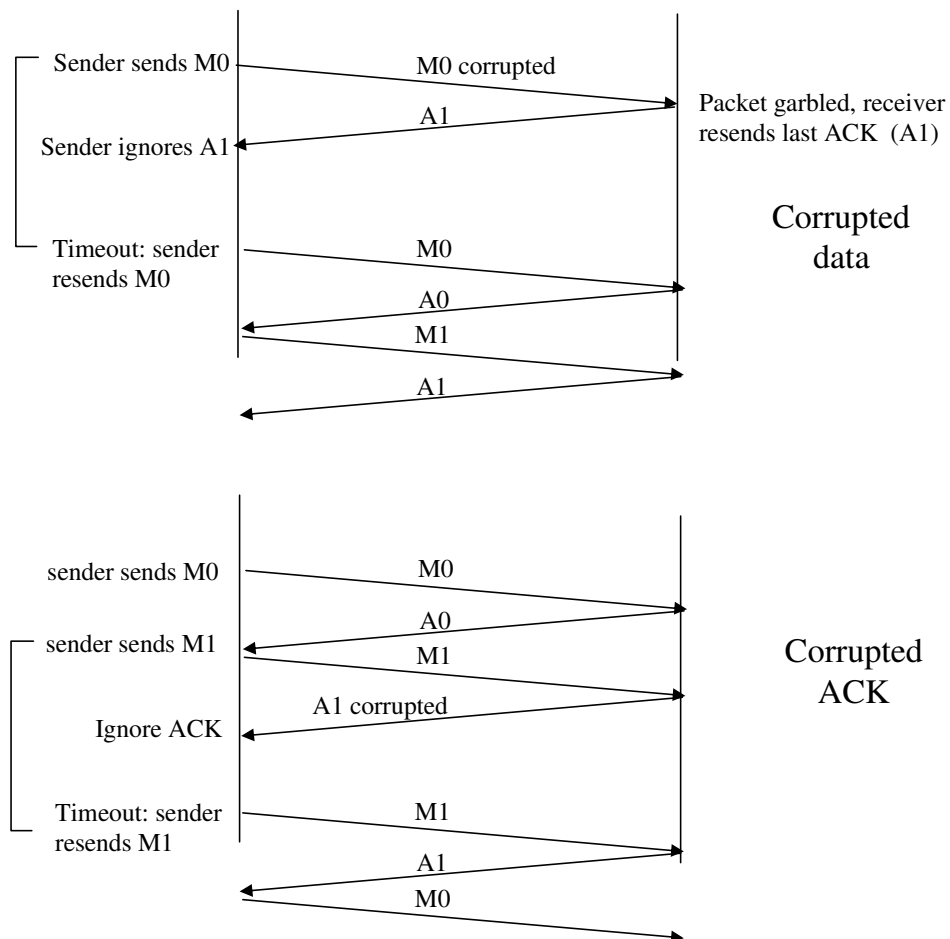 Sender sends M0
M0 corrupted
Packet garbled, receiver
resends last ACK  (A1)
A1
Sender ignores A1
Corrupted
data
Timeout: sender
resends M0
M0
A0
M1
A1
sender sends M0
M0
A0
sender sends M1
M1
Corrupted
ACK
A1 corrupted
Ignore ACK
Timeout: sender
resends M1
M1
A1
M0